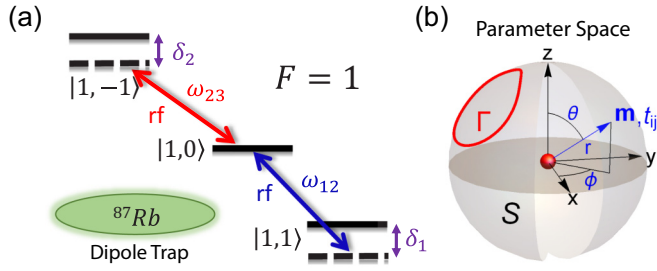 (a)
δ₂
|1, −1⟩
ω₂₃
F = 1
rf
|1,0⟩
rf
ω₁₂
⁸⁷Rb
|1,1⟩
δ₁
Dipole Trap
(b)
Parameter Space
z
Γ
θ
m, tᵢⱼ
r
y
ϕ
x
S